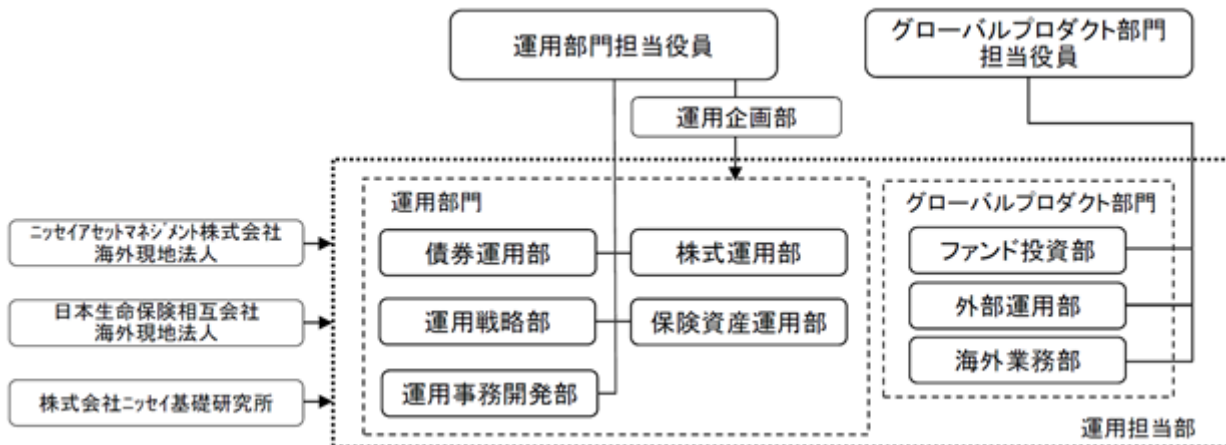 運用部門担当役員
グローバルプロダクト部門
担当役員
運用企画部
運用部門
グローバルプロダクト部門
ニッセイアセットマネジメント株式会社
海外現地法人
債券運用部
株式運用部
ファンド投資部
日本生命保険相互会社
海外現地法人
運用戦略部
保険資産運用部
外部運用部
海外業務部
株式会社ニッセイ基礎研究所
運用事務開発部
運用担当部